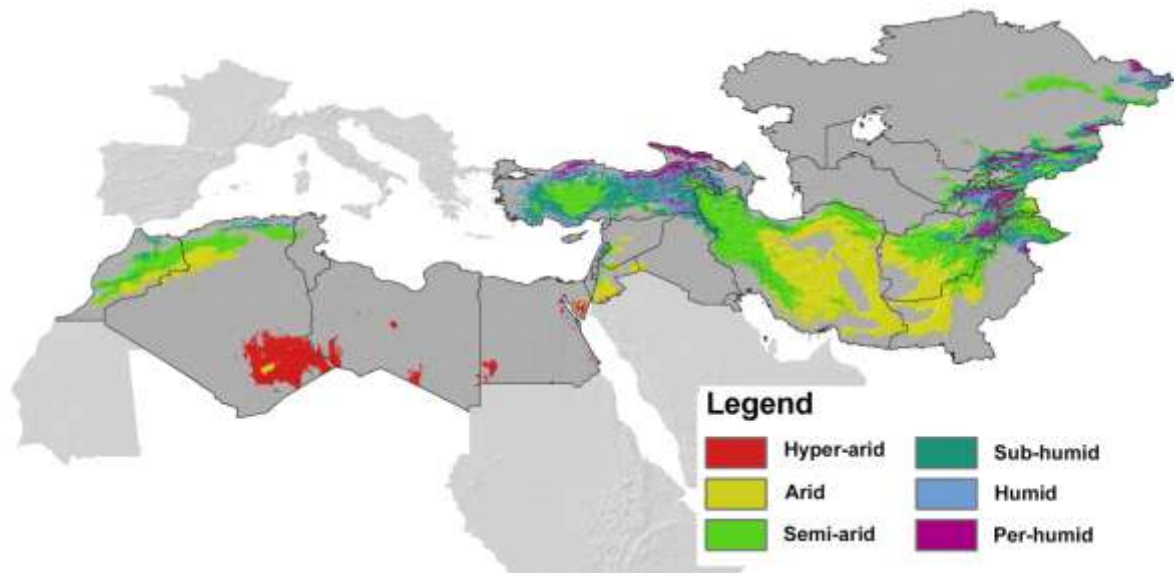 Legend
Hyper-arid
Sub-humid
Arid
Humid
Semi-arid
Per-humid